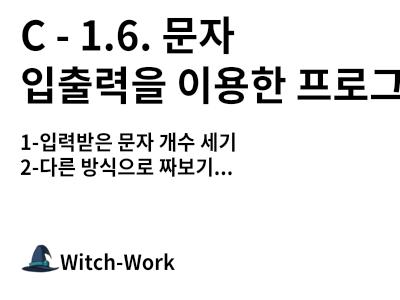 C - 1.6. 문자
입출력을 이용한 프로그
1-입력받은 문자 개수 세기
2-다른 방식으로 짜보기...
Witch-Work